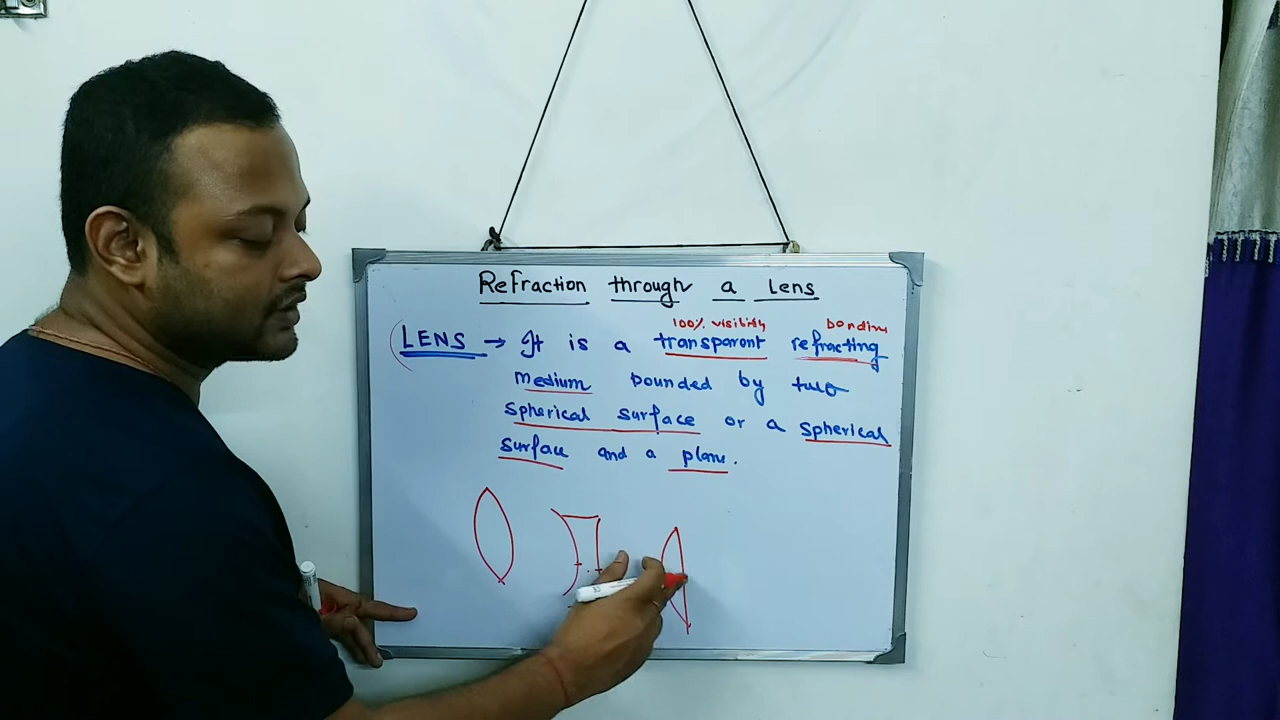 Refraction through a Lens
100% visibility bending
LENS → It is a transparent refracting
medium bounded by two
spherical surface or a spherical
surface and a plane.